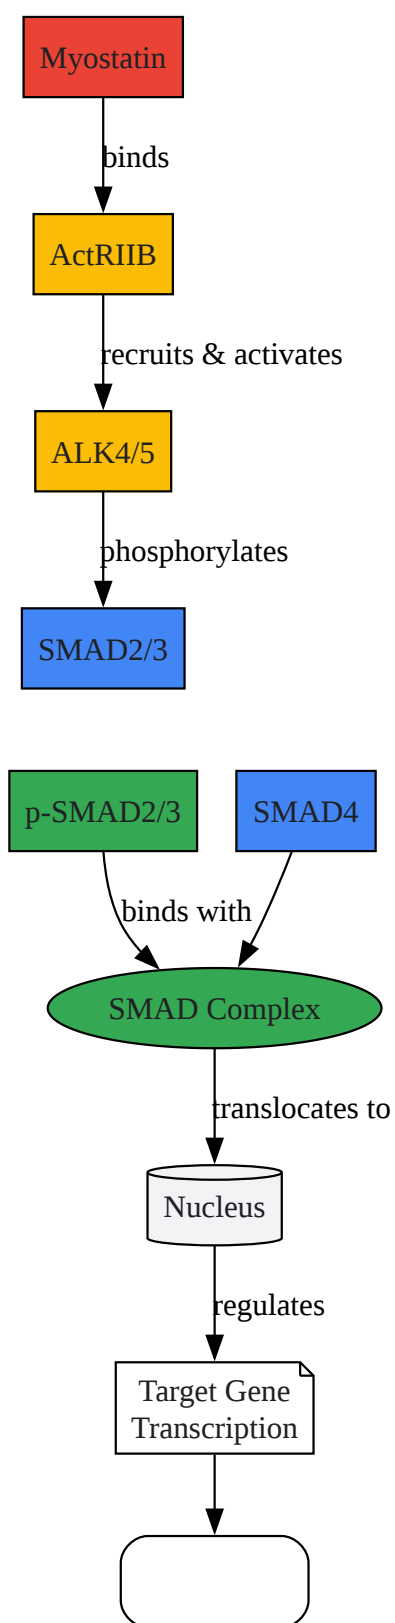 Myostatin
binds
ActRIIB
recruits & activates
ALK4/5
phosphorylates
SMAD2/3
p-SMAD2/3
SMAD4
binds with
SMAD Complex
translocates to
Nucleus
regulates
Target Gene
Transcription